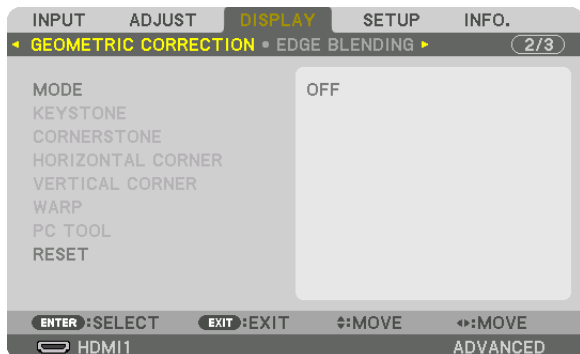 INPUT ADJUST DISPLAY SETUP INFO.
GEOMETRIC CORRECTION • EDGE BLENDING 2/3
MODE OFF
KEYSTONE
CORNERSTONE
HORIZONTAL CORNER
VERTICAL CORNER
WARP
PC TOOL
RESET
ENTER :SELECT EXIT :EXIT :MOVE :MOVE
HDMI1 ADVANCED